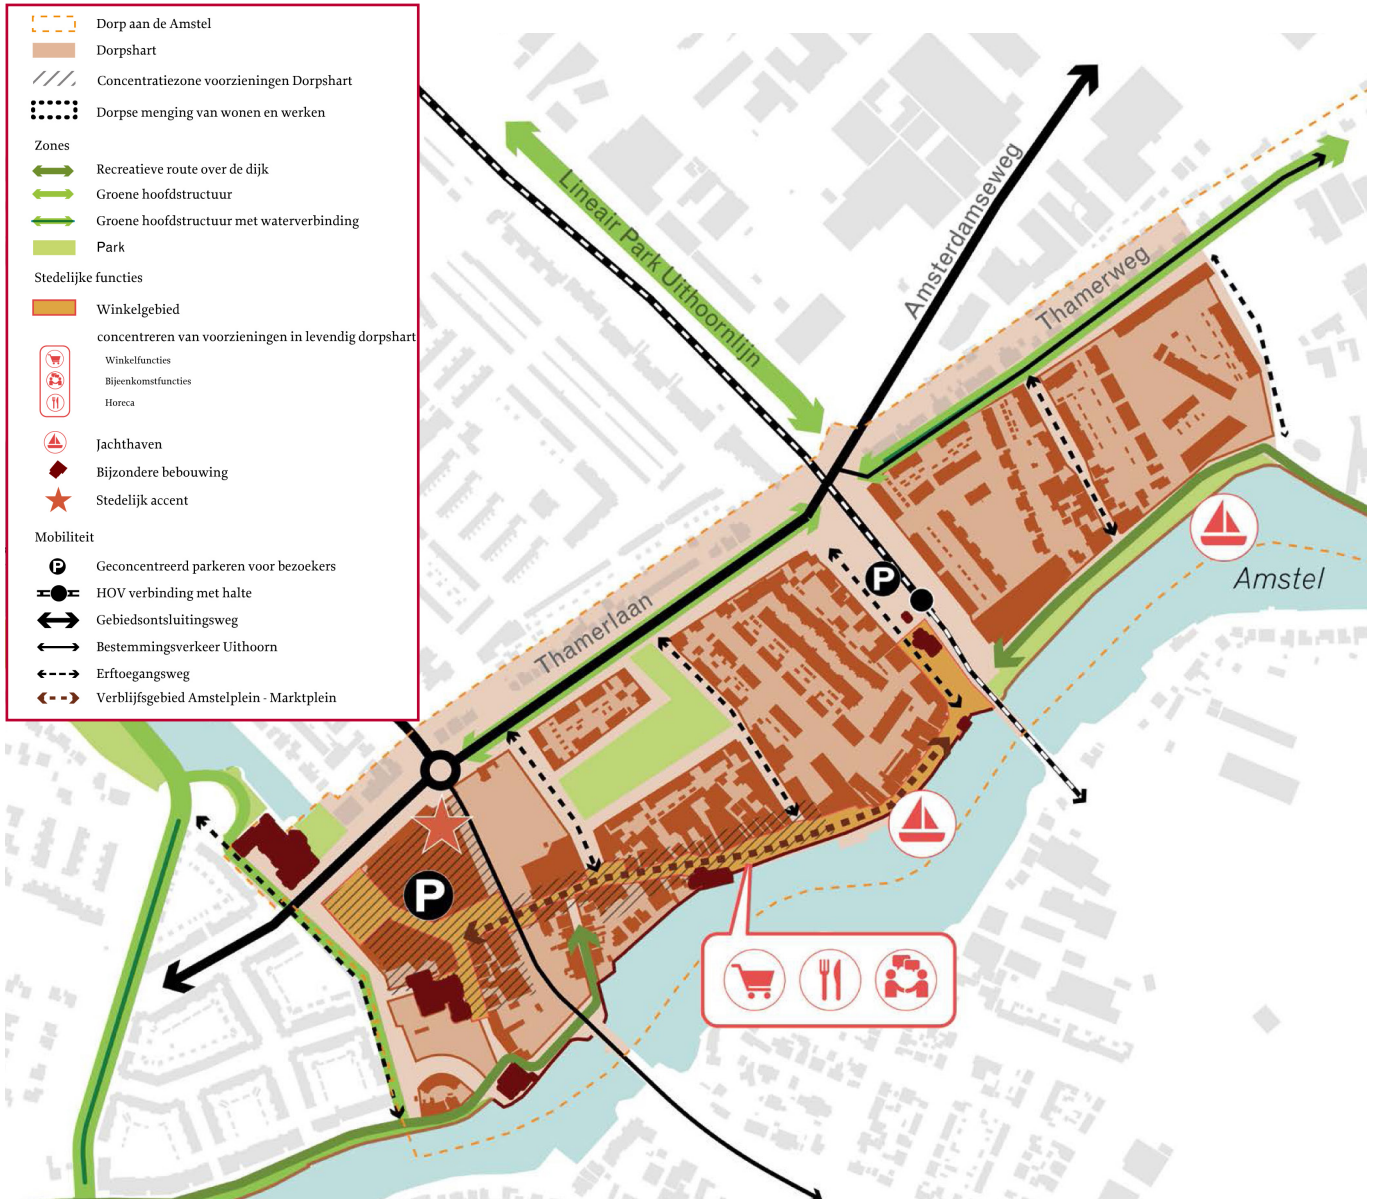 Dorp aan de Amstel
Dorpshart
Concentratiezone voorzieningen Dorpshart
Dorpse menging van wonen en werken
Zones
Recreatieve route over de dijk
Groene hoofdstructuur
Groene hoofdstructuur met waterverbinding
Park
Stedelijke functies
Winkelgebied
concentreren van voorzieningen in levendig dorpshart
Winkelfuncties
Bijeenkomstfuncties
Horeca
Jachthaven
Bijzondere bebouwing
Stedelijk accent
Mobiliteit
P Geconcentreerd parkeren voor bezoekers
HOV verbinding met halte
Gebiedsontsluitingsweg
Bestemmingsverkeer Uithoorn
Erftoegangsweg
Verblijfsgebied Amstelplein - Marktplein
Lineair Park Uithoornlijn
Amsterdamseweg
Thamerweg
Thamerlaan
Amstel
P
P